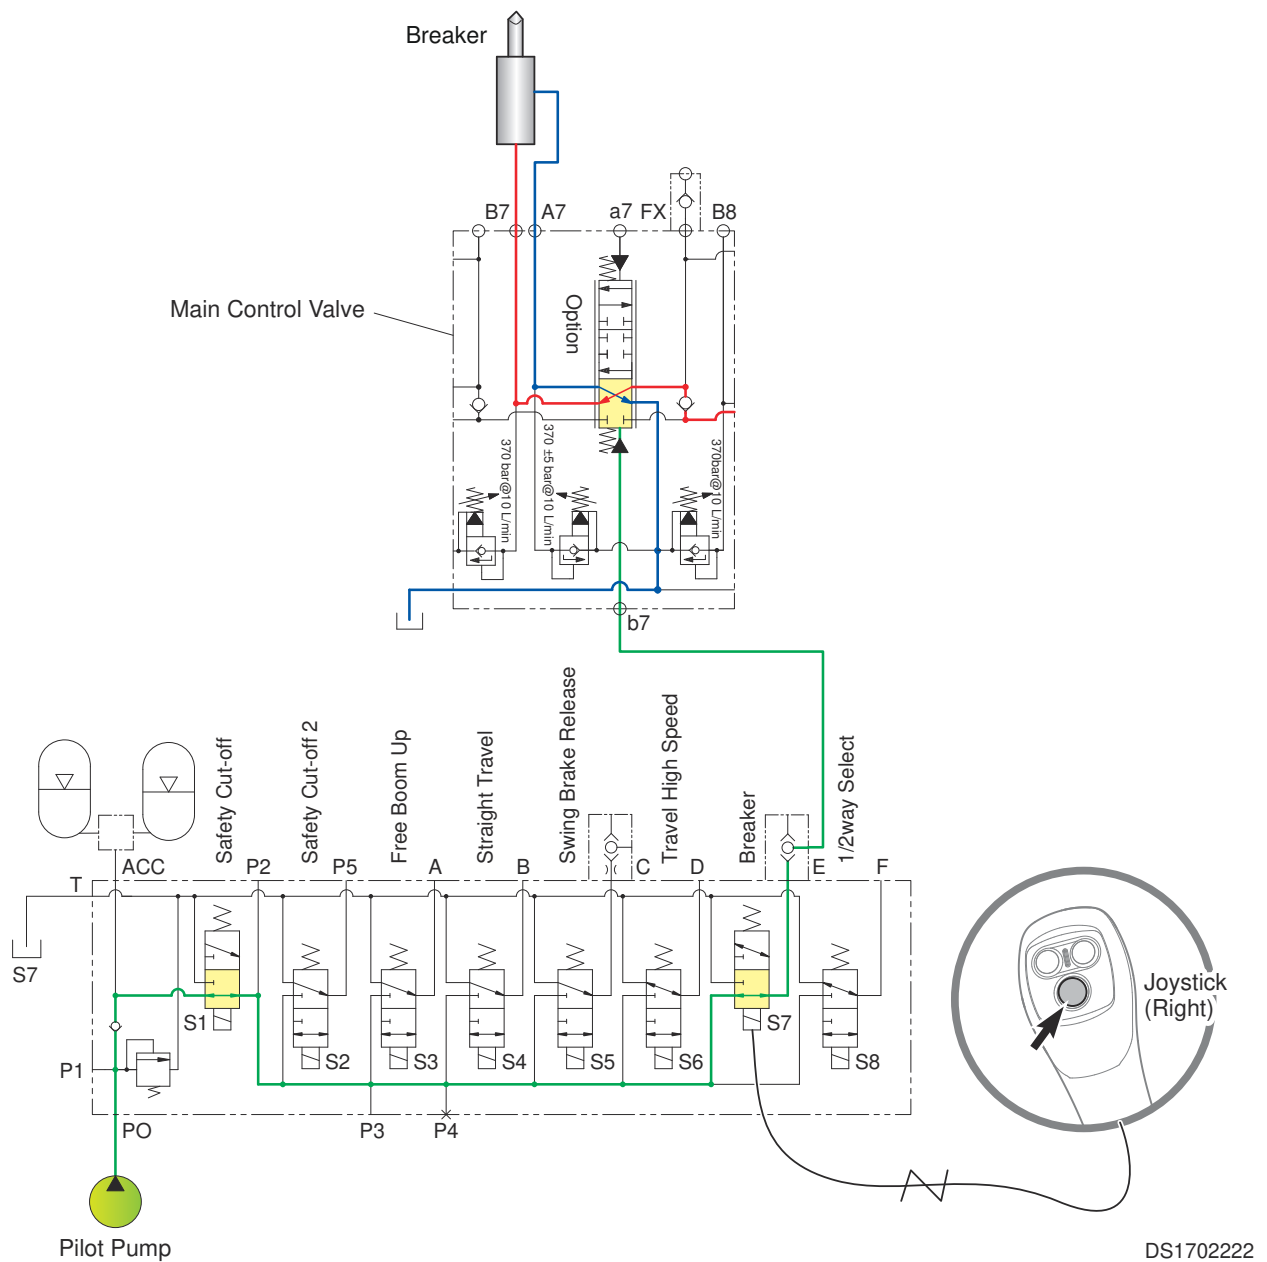 Breaker
B7
A7
a7
FX
B8
Main Control Valve
Option
370 bar@10 L/min
370 ±5 bar@10 L/min
370bar@10 L/min
b7
Safety Cut-off
Safety Cut-off 2
Free Boom Up
Straight Travel
Swing Brake Release
Travel High Speed
Breaker
1/2way Select
T
ACC
P2
P5
A
B
C
D
E
F
S7
S1
S2
S3
S4
S5
S6
S7
S8
Joystick
(Right)
P1
PO
P3
P4
Pilot Pump
DS1702222